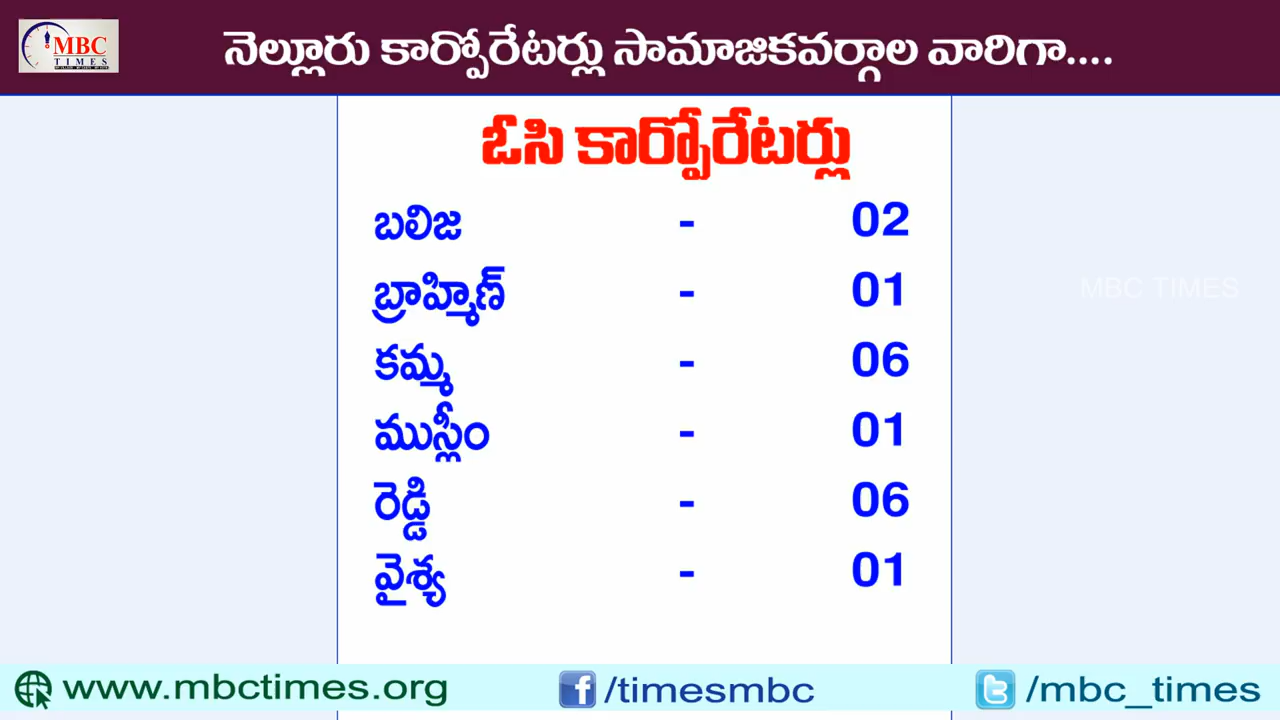 MBC
TIMES
నెల్లూరు కార్పోరేటర్లు సామాజికవర్గాల వారిగా....
ఓసి కార్పోరేటర్లు
బలిజ - 02
బ్రాహ్మిణ్ - 01
MBC TIMES
కమ్మ - 06
ముస్లీం - 01
రెడ్డి - 06
వైశ్య - 01
www.mbctimes.org /timesmbc /mbc_times